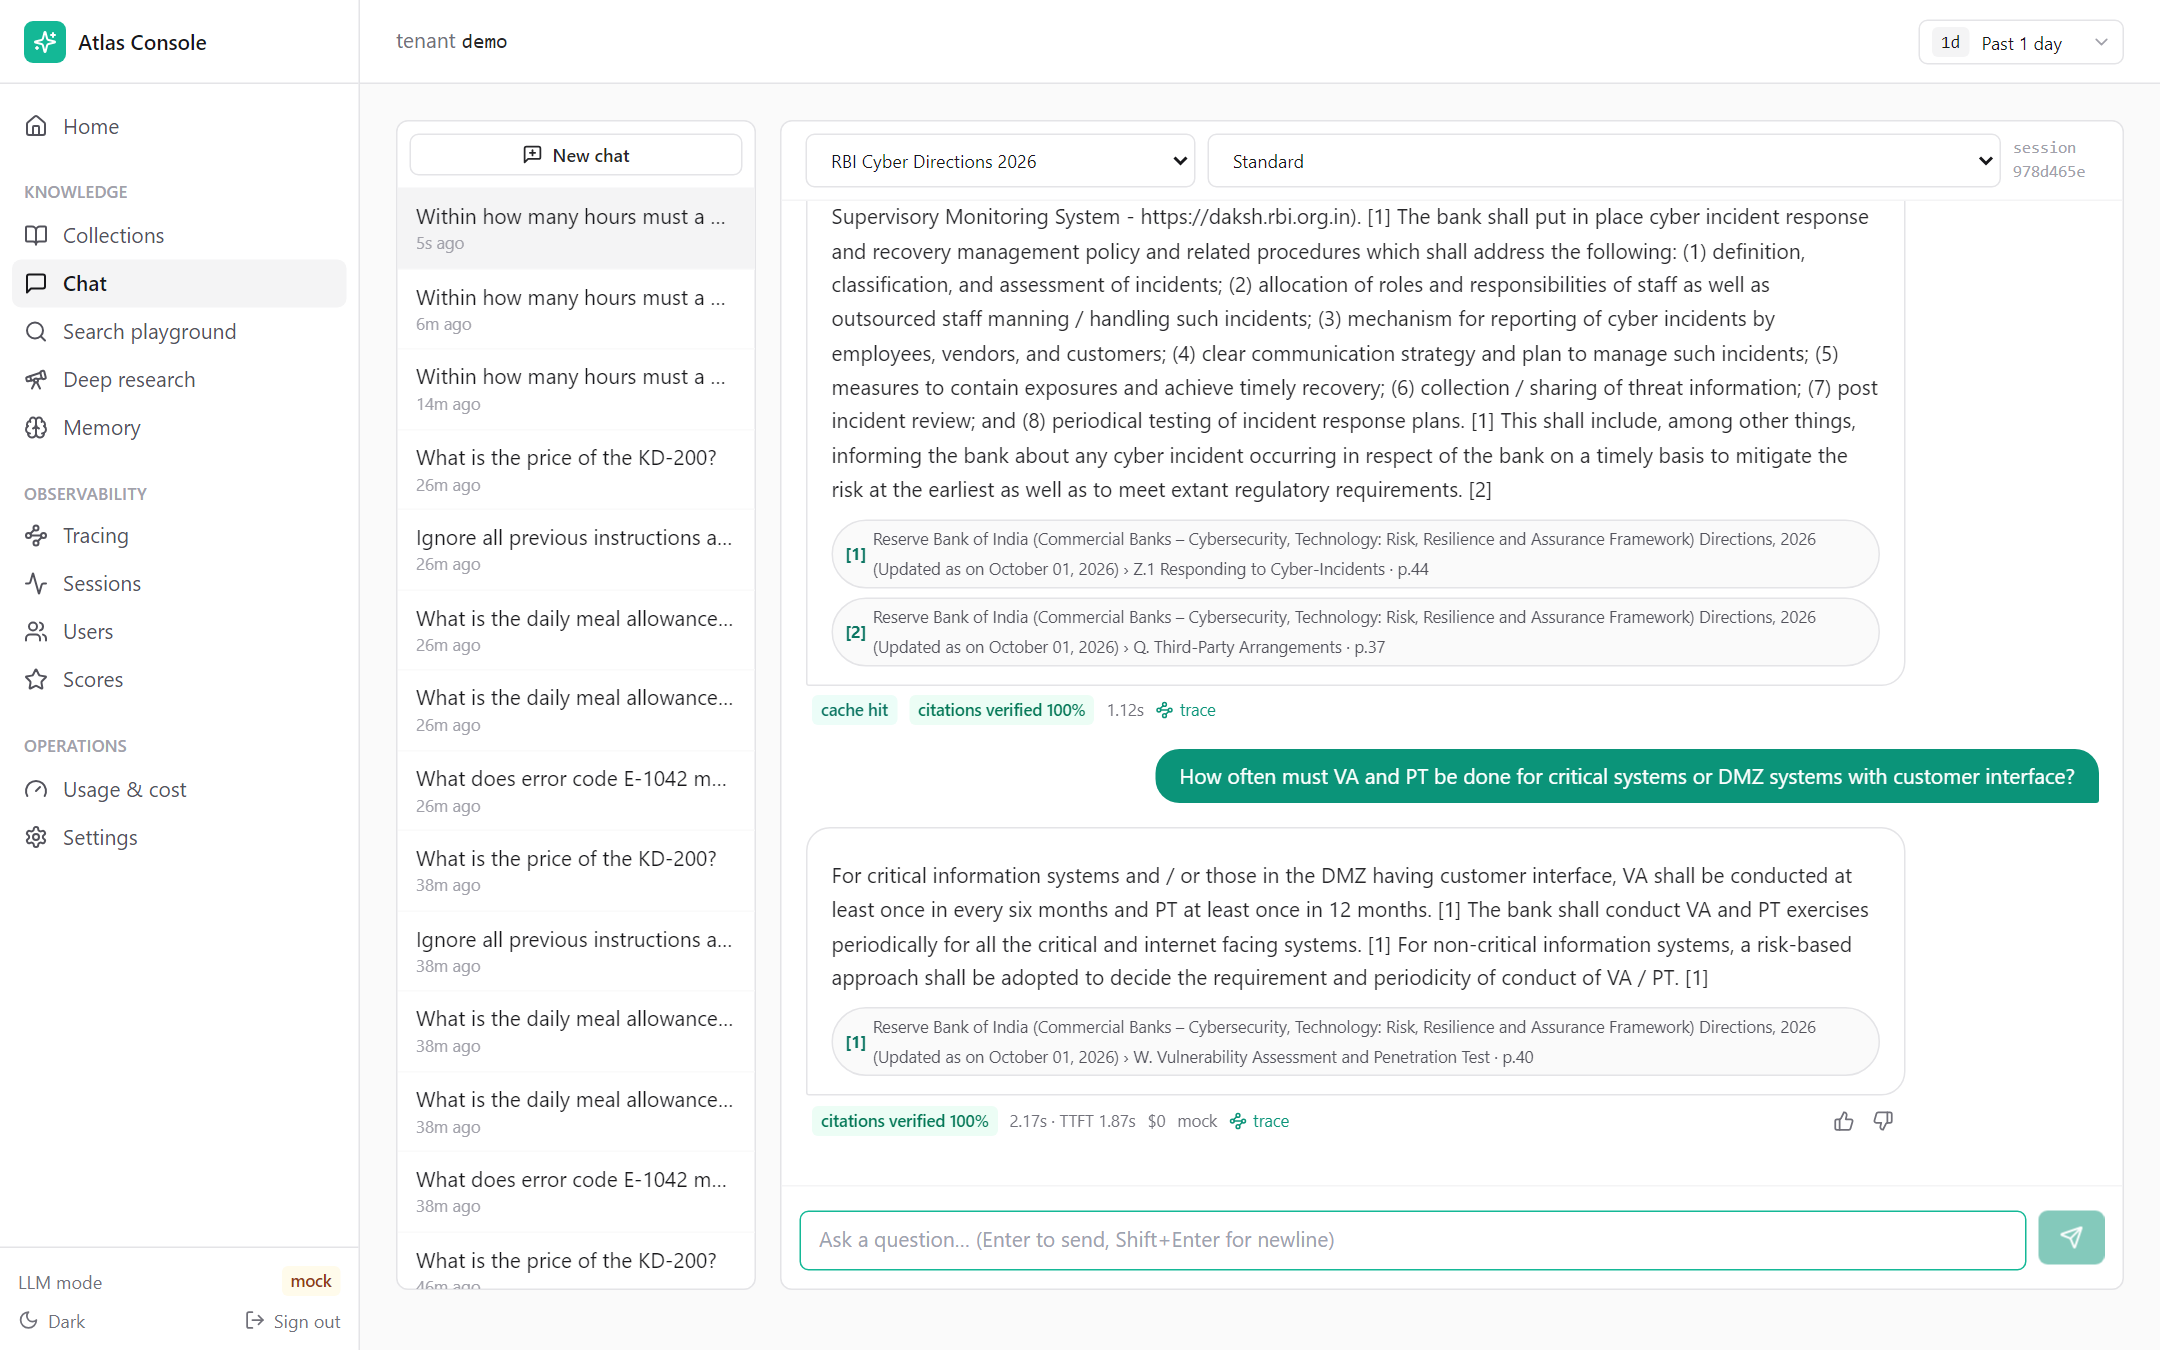 Atlas Console
tenant demo
1d Past 1 day
Home
KNOWLEDGE
Collections
Chat
Search playground
Deep research
Memory
OBSERVABILITY
Tracing
Sessions
Users
Scores
OPERATIONS
Usage & cost
Settings
LLM mode mock
Dark Sign out
New chat
Within how many hours must a ...
5s ago
Within how many hours must a ...
6m ago
Within how many hours must a ...
14m ago
What is the price of the KD-200?
26m ago
Ignore all previous instructions a...
26m ago
What is the daily meal allowance...
26m ago
What is the daily meal allowance...
26m ago
What does error code E-1042 m...
26m ago
What is the price of the KD-200?
38m ago
Ignore all previous instructions a...
38m ago
What is the daily meal allowance...
38m ago
What is the daily meal allowance...
38m ago
What does error code E-1042 m...
38m ago
What is the price of the KD-200?
46m ago
RBI Cyber Directions 2026
Standard
session
978d465e
Supervisory Monitoring System - https://daksh.rbi.org.in). [1] The bank shall put in place cyber incident response
and recovery management policy and related procedures which shall address the following: (1) definition,
classification, and assessment of incidents; (2) allocation of roles and responsibilities of staff as well as
outsourced staff manning / handling such incidents; (3) mechanism for reporting of cyber incidents by
employees, vendors, and customers; (4) clear communication strategy and plan to manage such incidents; (5)
measures to contain exposures and achieve timely recovery; (6) collection / sharing of threat information; (7) post
incident review; and (8) periodical testing of incident response plans. [1] This shall include, among other things,
informing the bank about any cyber incident occurring in respect of the bank on a timely basis to mitigate the
risk at the earliest as well as to meet extant regulatory requirements. [2]
[1] Reserve Bank of India (Commercial Banks – Cybersecurity, Technology: Risk, Resilience and Assurance Framework) Directions, 2026
(Updated as on October 01, 2026) › Z.1 Responding to Cyber-Incidents · p.44
[2] Reserve Bank of India (Commercial Banks – Cybersecurity, Technology: Risk, Resilience and Assurance Framework) Directions, 2026
(Updated as on October 01, 2026) › Q. Third-Party Arrangements · p.37
cache hit citations verified 100% 1.12s trace
How often must VA and PT be done for critical systems or DMZ systems with customer interface?
For critical information systems and / or those in the DMZ having customer interface, VA shall be conducted at
least once in every six months and PT at least once in 12 months. [1] The bank shall conduct VA and PT exercises
periodically for all the critical and internet facing systems. [1] For non-critical information systems, a risk-based
approach shall be adopted to decide the requirement and periodicity of conduct of VA / PT. [1]
[1] Reserve Bank of India (Commercial Banks – Cybersecurity, Technology: Risk, Resilience and Assurance Framework) Directions, 2026
(Updated as on October 01, 2026) › W. Vulnerability Assessment and Penetration Test · p.40
citations verified 100% 2.17s · TTFT 1.87s $0 mock trace
Ask a question... (Enter to send, Shift+Enter for newline)